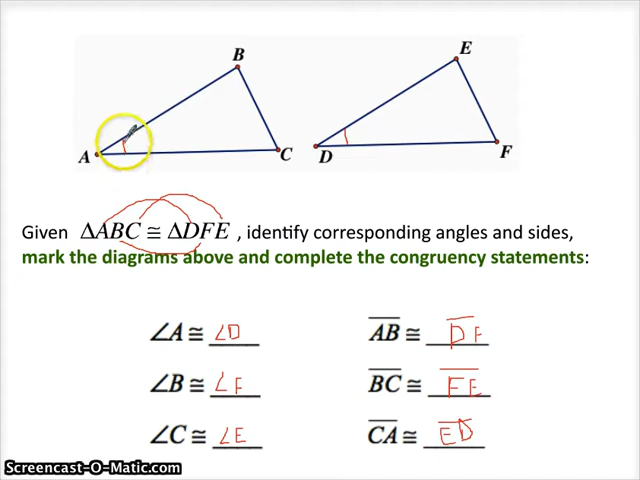 B
E
A
C
D
F
Given ΔABC ≅ ΔDFE , identify corresponding angles and sides,
mark the diagrams above and complete the congruency statements:
∠A ≅ ∠D
AB ≅ DF
∠B ≅ ∠F
BC ≅ FE
∠C ≅ ∠E
CA ≅ ED
Screencast-O-Matic.com